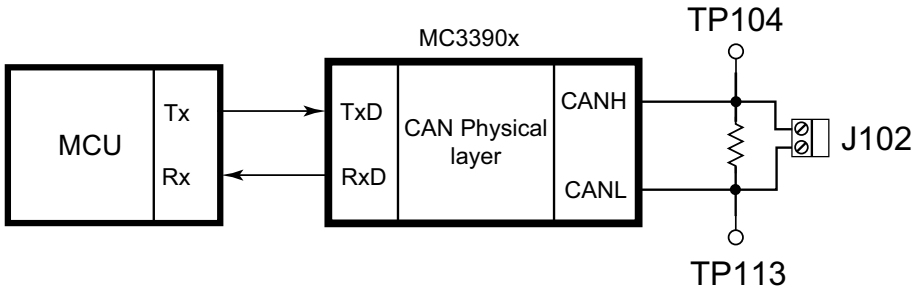 TP104
MC3390x
MCU
Tx
Rx
TxD
RxD
CAN Physical
layer
CANH
CANL
J102
TP113